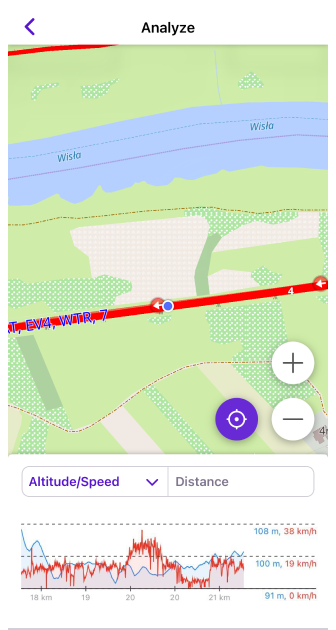 Analyze
Wisła
Wisła
4
T, EV4, WTR, 7
Altitude/Speed
Distance
108 m, 38 km/h
100 m, 19 km/h
91 m, 0 km/h
18 km 19 20 20 21 km